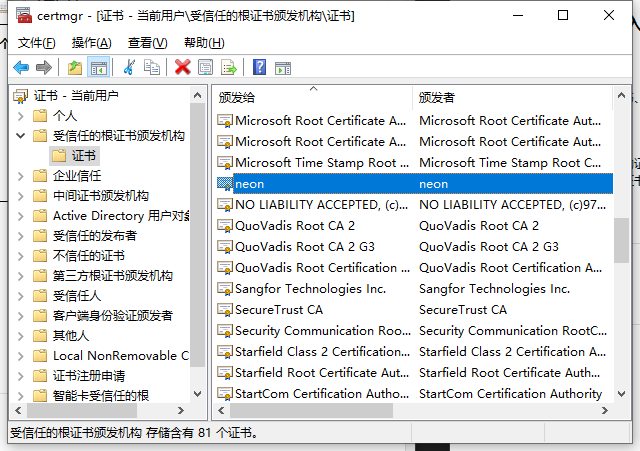 certmgr - [证书 - 当前用户\受信任的根证书颁发机构\证书]
文件(F) 操作(A) 查看(V) 帮助(H)
证书 - 当前用户
个人
受信任的根证书颁发机构
证书
企业信任
中间证书颁发机构
Active Directory 用户对象
受信任的发布者
不信任的证书
第三方根证书颁发机构
受信任人
客户端身份验证颁发者
其他人
Local NonRemovable C
证书注册申请
智能卡受信任的根
颁发给 颁发者
Microsoft Root Certificate A... Microsoft Root Certificate Aut...
Microsoft Root Certificate A... Microsoft Root Certificate Aut...
Microsoft Time Stamp Root ... Microsoft Time Stamp Root C...
neon neon
NO LIABILITY ACCEPTED, (c)... NO LIABILITY ACCEPTED, (c)97...
QuoVadis Root CA 2 QuoVadis Root CA 2
QuoVadis Root CA 2 G3 QuoVadis Root CA 2 G3
QuoVadis Root Certification ... QuoVadis Root Certification A...
Sangfor Technologies Inc. Sangfor Technologies Inc.
SecureTrust CA SecureTrust CA
Security Communication Roo... Security Communication RootC...
Starfield Class 2 Certification... Starfield Class 2 Certification A...
Starfield Root Certificate Aut... Starfield Root Certificate Auth...
StartCom Certification Autho... StartCom Certification Authority
受信任的根证书颁发机构 存储含有 81 个证书。